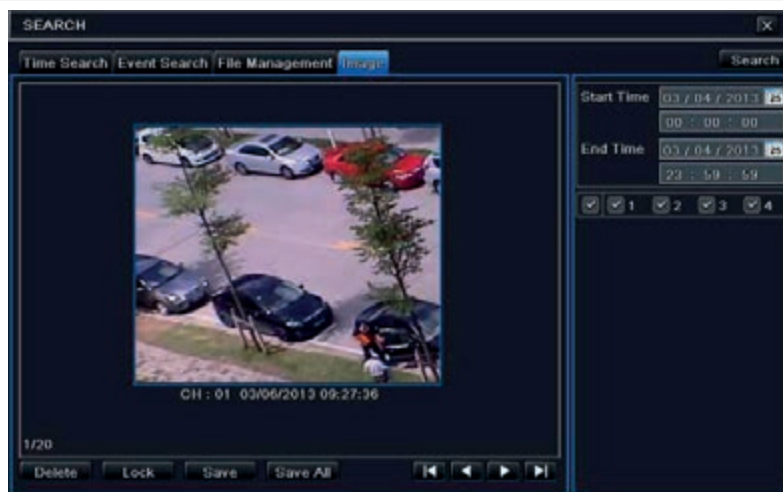 SEARCH
Time Search Event Search File Management Image
Search
Start Time 03 / 04 / 2013 25
00 : 00 : 00
End Time 03 / 04 / 2013 25
23 : 59 : 59
1 2 3 4
CH : 01 03/06/2013 09:27:36
1/20
Delete Lock Save Save All